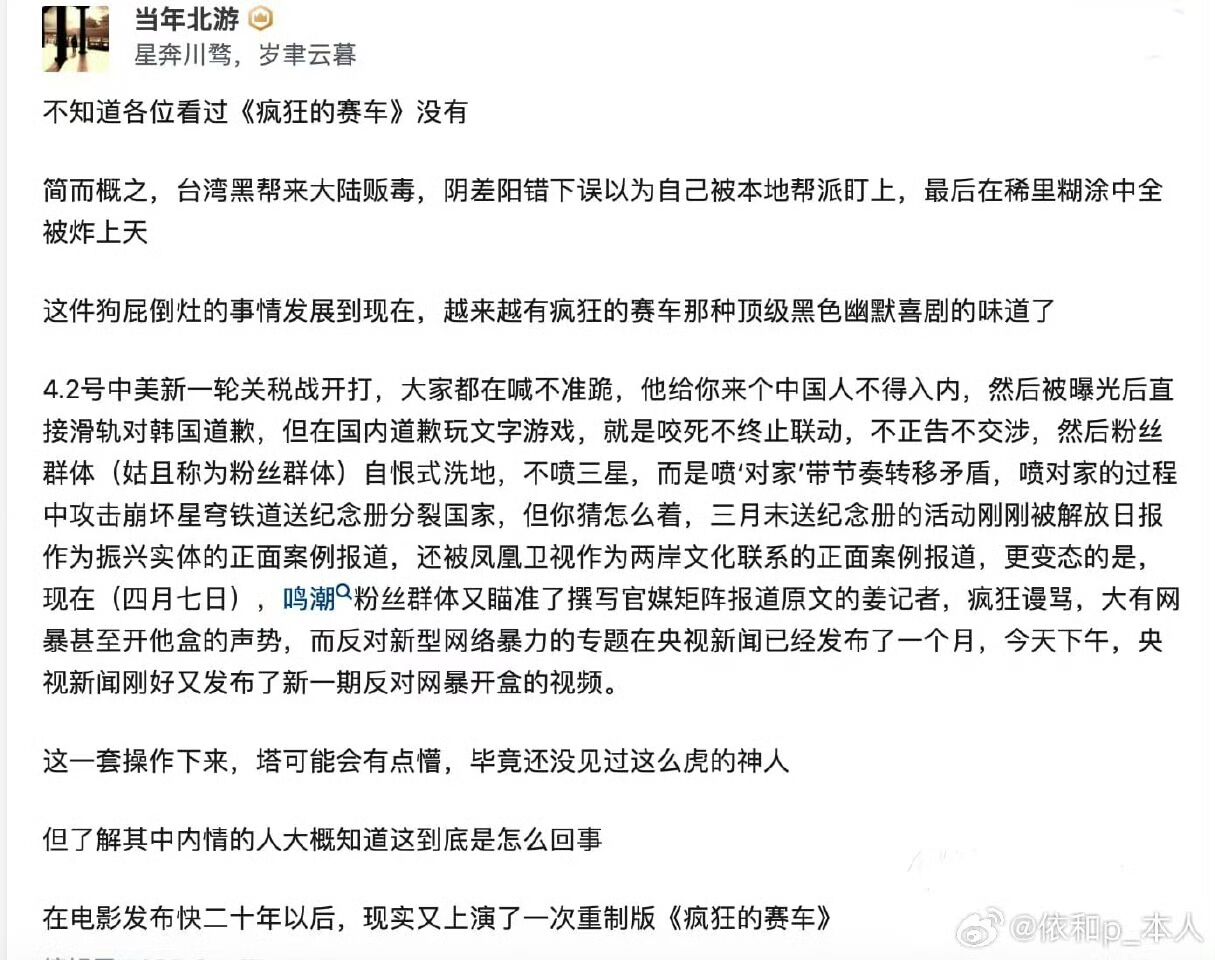 当年北游
星奔川骛，岁聿云暮
不知道各位看过《疯狂的赛车》没有
简而概之，台湾黑帮来大陆贩毒，阴差阳错下误以为自己被本地帮派盯上，最后在稀里糊涂中全
被炸上天
这件狗屁倒灶的事情发展到现在，越来越有疯狂的赛车那种顶级黑色幽默喜剧的味道了
4.2号中美新一轮关税战开打，大家都在喊不准跪，他给你来个中国人不得入内，然后被曝光后直
接滑轨对韩国道歉，但在国内道歉玩文字游戏，就是咬死不终止联动，不正告不交涉，然后粉丝
群体（姑且称为粉丝群体）自恨式洗地，不喷三星，而是喷‘对家’带节奏转移矛盾，喷对家的过程
中攻击崩坏星穹铁道送纪念册分裂国家，但你猜怎么着，三月末送纪念册的活动刚刚被解放日报
作为振兴实体的正面案例报道，还被凤凰卫视作为两岸文化联系的正面案例报道，更变态的是，
现在（四月七日），鸣潮粉丝群体又瞄准了撰写官媒矩阵报道原文的姜记者，疯狂谩骂，大有网
暴甚至开他盒的声势，而反对新型网络暴力的专题在央视新闻已经发布了一个月，今天下午，央
视新闻刚好又发布了新一期反对网暴开盒的视频。
这一套操作下来，塔可能会有点懵，毕竟还没见过这么虎的神人
但了解其中内情的人大概知道这到底是怎么回事
在电影发布快二十年以后，现实又上演了一次重制版《疯狂的赛车》
@依和p_本人